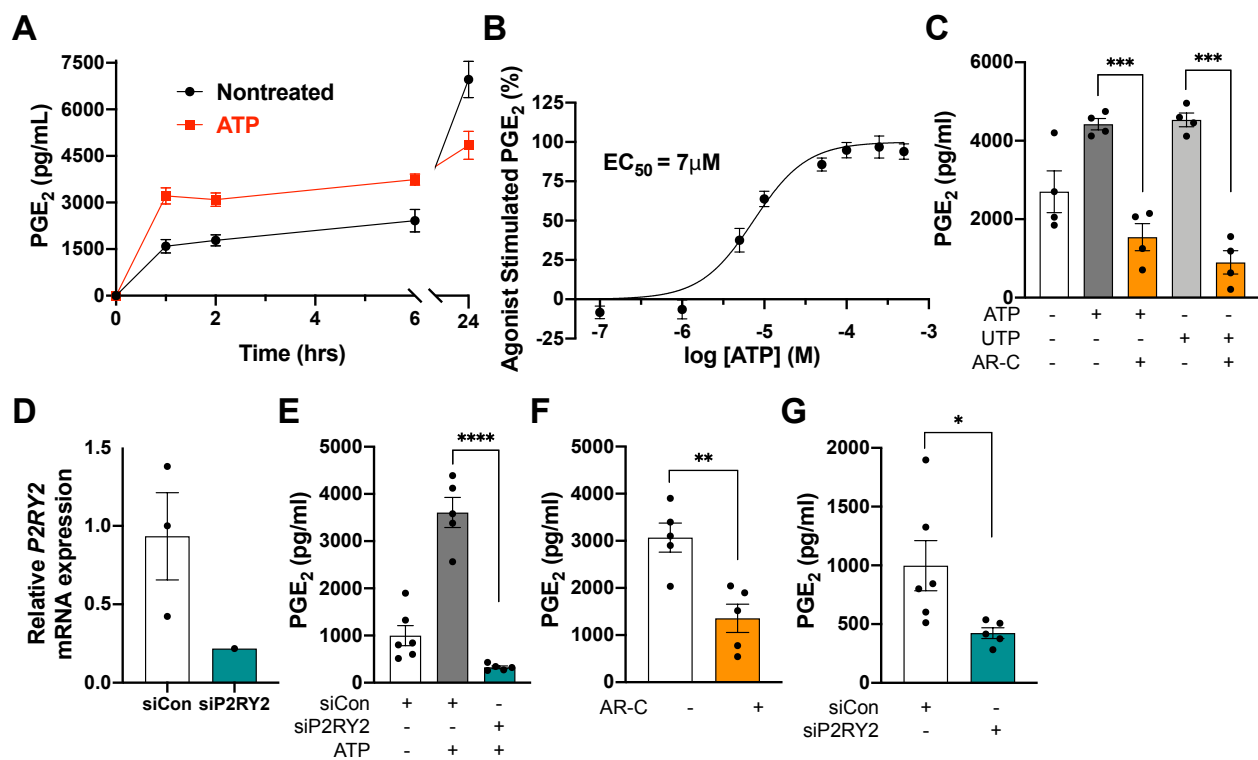 A
PGE2 (pg/mL)
7500
6000
4500
3000
1500
0
Nontreated
ATP
0 2 4 6 24
Time (hrs)
B
Agonist Stimulated PGE2 (%)
125
100
75
50
25
0
-25
EC50 = 7μM
-7 -6 -5 -4 -3
log [ATP] (M)
C
PGE2 (pg/ml)
6000
4000
2000
0
*** ***
ATP - + + - -
UTP - - - + +
AR-C - - + - +
D
Relative P2RY2
mRNA expression
1.5
1.0
0.5
0.0
siCon siP2RY2
E
PGE2 (pg/ml)
5000
4000
3000
2000
1000
0
****
siCon + + -
siP2RY2 - - +
ATP - + +
F
PGE2 (pg/ml)
5000
4000
3000
2000
1000
0
**
AR-C - +
G
PGE2 (pg/ml)
2000
1500
1000
500
0
*
siCon + -
siP2RY2 - +